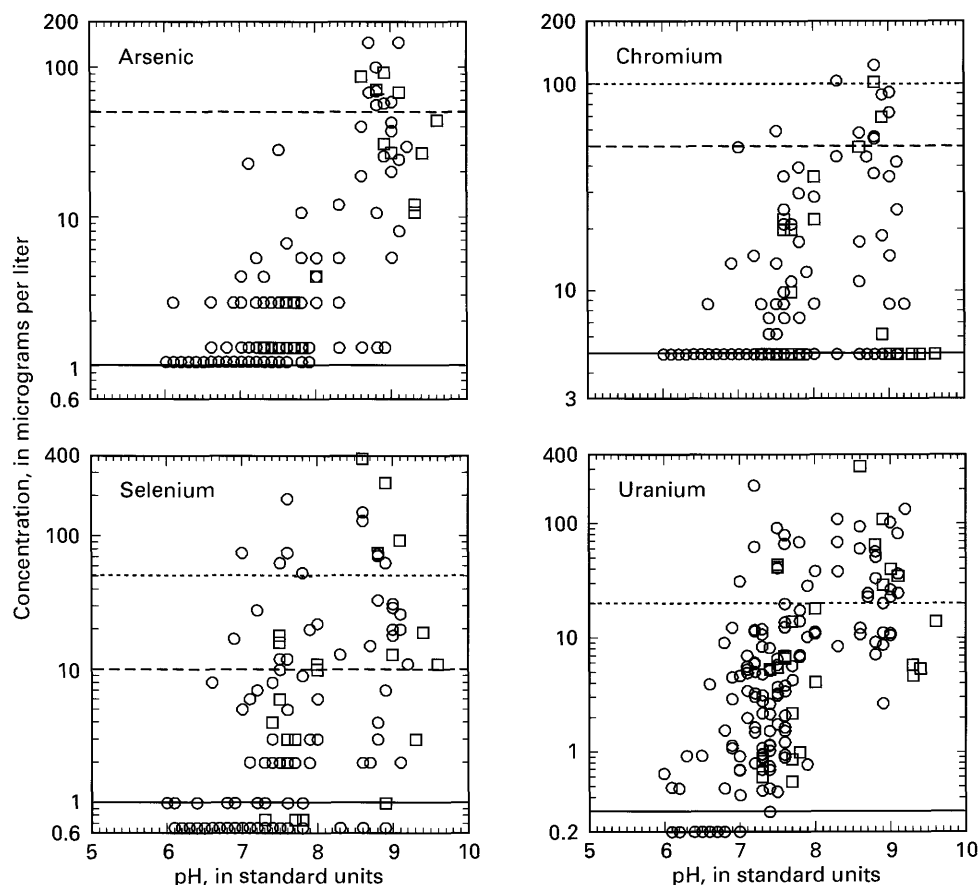 Concentration, in micrograms per liter
Arsenic
200
100
10
1
0.6
Chromium
200
100
10
3
Selenium
400
100
10
1
0.6
5 6 7 8 9 10
pH, in standard units
Uranium
400
100
10
1
0.2
5 6 7 8 9 10
pH, in standard units